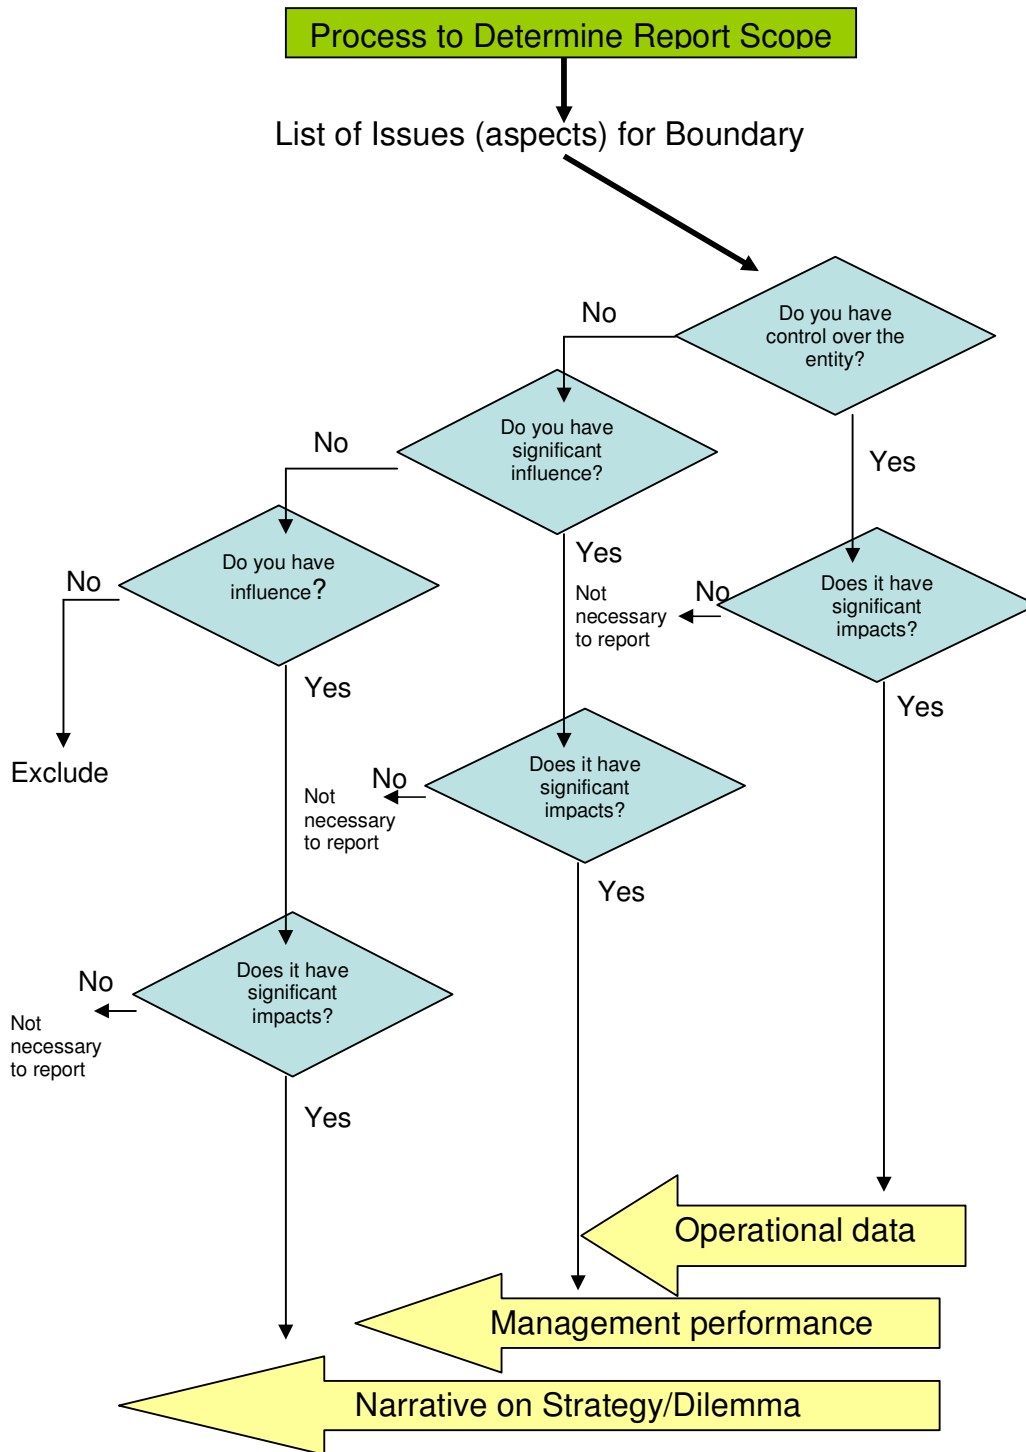 Process to Determine Report Scope
List of Issues (aspects) for Boundary
Do you have
control over the
entity?
No
Yes
Do you have
significant
influence?
No
Yes
Does it have
significant
impacts?
No
Not
necessary
to report
Yes
Do you have
influence?
No
Exclude
Yes
Does it have
significant
impacts?
No
Not
necessary
to report
Yes
Does it have
significant
impacts?
No
Not
necessary
to report
Yes
Operational data
Management performance
Narrative on Strategy/Dilemma